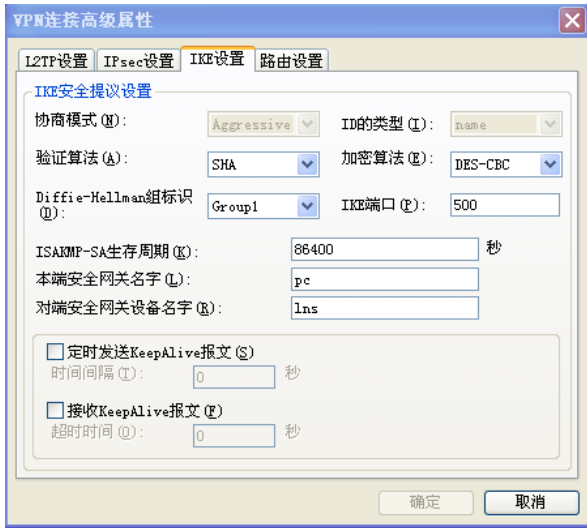 VPN连接高级属性
L2TP设置 IPsec设置 IKE设置 路由设置
IKE安全提议设置
协商模式(N): Aggressive ID的类型(I): name
验证算法(A): SHA 加密算法(E): DES-CBC
Diffie-Hellman组标识
(D): Group1 IKE端口(P): 500
ISAKMP-SA生存周期(K): 86400 秒
本端安全网关名字(L): pc
对端安全网关设备名字(R): lns
定时发送KeepAlive报文(S)
时间间隔(T): 0 秒
接收KeepAlive报文(F)
超时时间(O): 0 秒
确定 取消